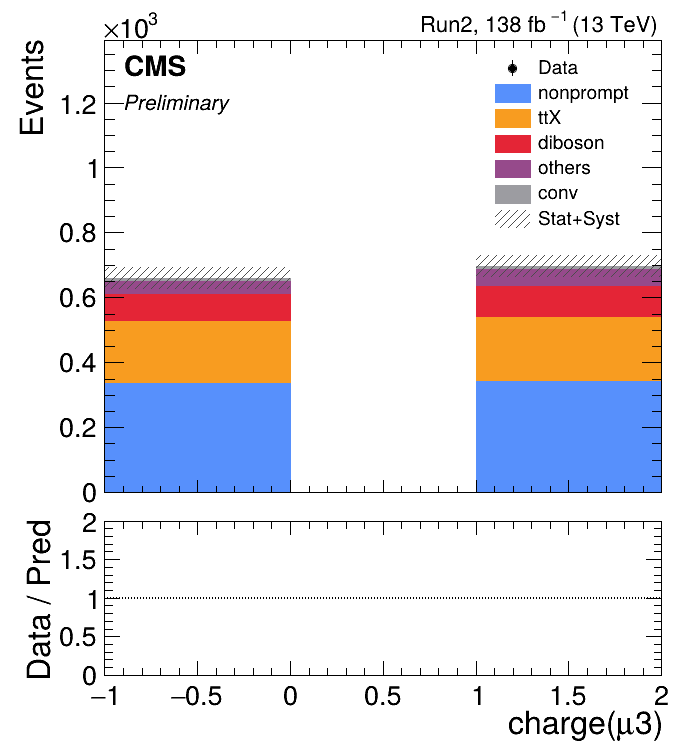 ×10³
Run2, 138 fb⁻¹ (13 TeV)
Events
CMS
Preliminary
Data
nonprompt
ttX
diboson
others
conv
Stat+Syst
1.2
1
0.8
0.6
0.4
0.2
0
Data / Pred
2
1.5
1
0.5
0
−1 −0.5 0 0.5 1 1.5 2
charge(μ3)